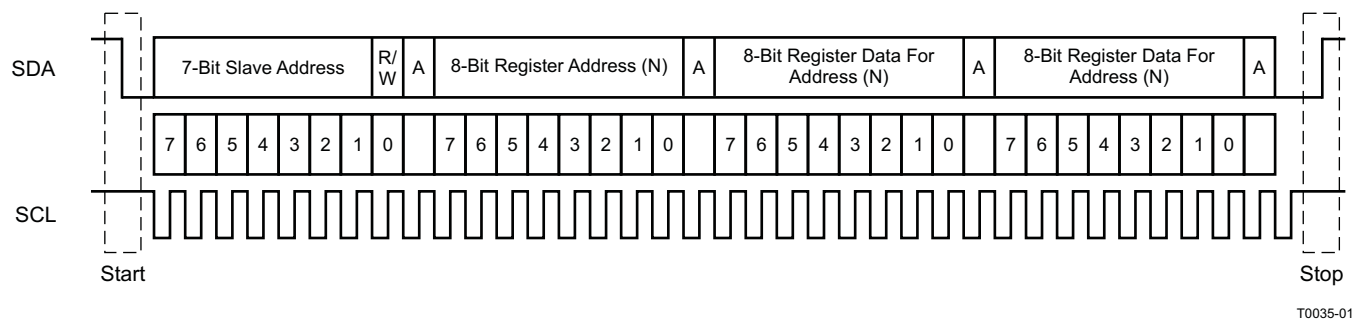 SDA
7-Bit Slave Address
R/
W
A
8-Bit Register Address (N)
A
8-Bit Register Data For
Address (N)
A
8-Bit Register Data For
Address (N)
A
7 6 5 4 3 2 1 0 7 6 5 4 3 2 1 0 7 6 5 4 3 2 1 0 7 6 5 4 3 2 1 0
SCL
Start
Stop
T0035-01